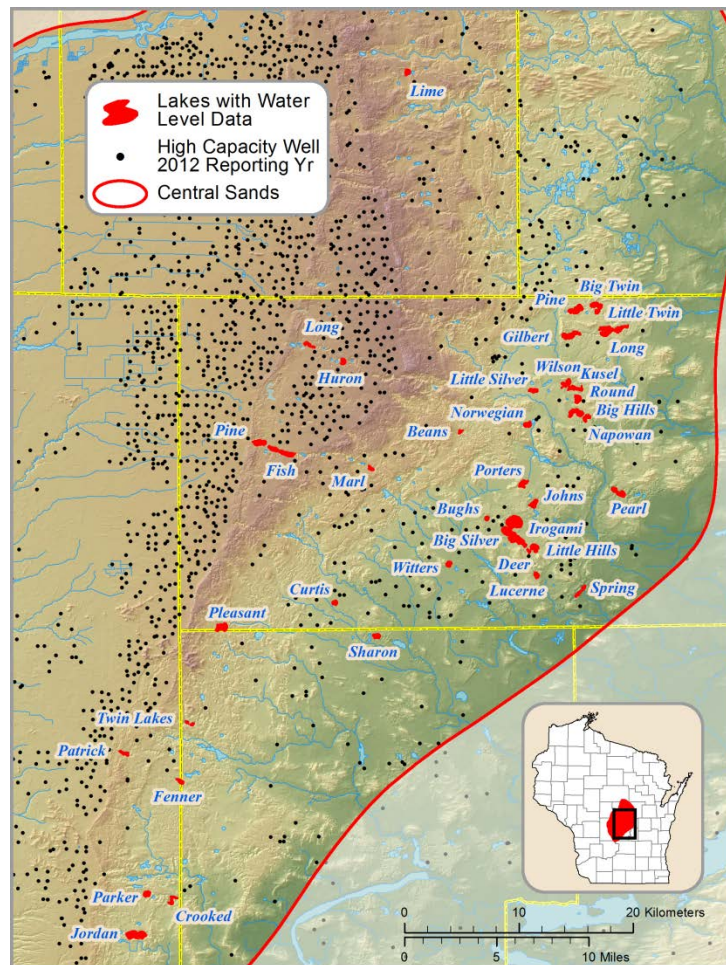 Lakes with Water
Level Data
High Capacity Well
2012 Reporting Yr
Central Sands
Lime
Big Twin
Pine
Little Twin
Long
Gilbert
Long
Huron
Wilson
Kusel
Little Silver
Round
Norwegian
Big Hills
Beans
Napowan
Pine
Fish
Marl
Porters
Johns
Pearl
Bughs
Irogami
Big Silver
Little Hills
Witters
Deer
Lucerne
Spring
Curtis
Pleasant
Sharon
Twin Lakes
Patrick
Fenner
Parker
Crooked
Jordan
0 10 20 Kilometers
0 5 10 Miles